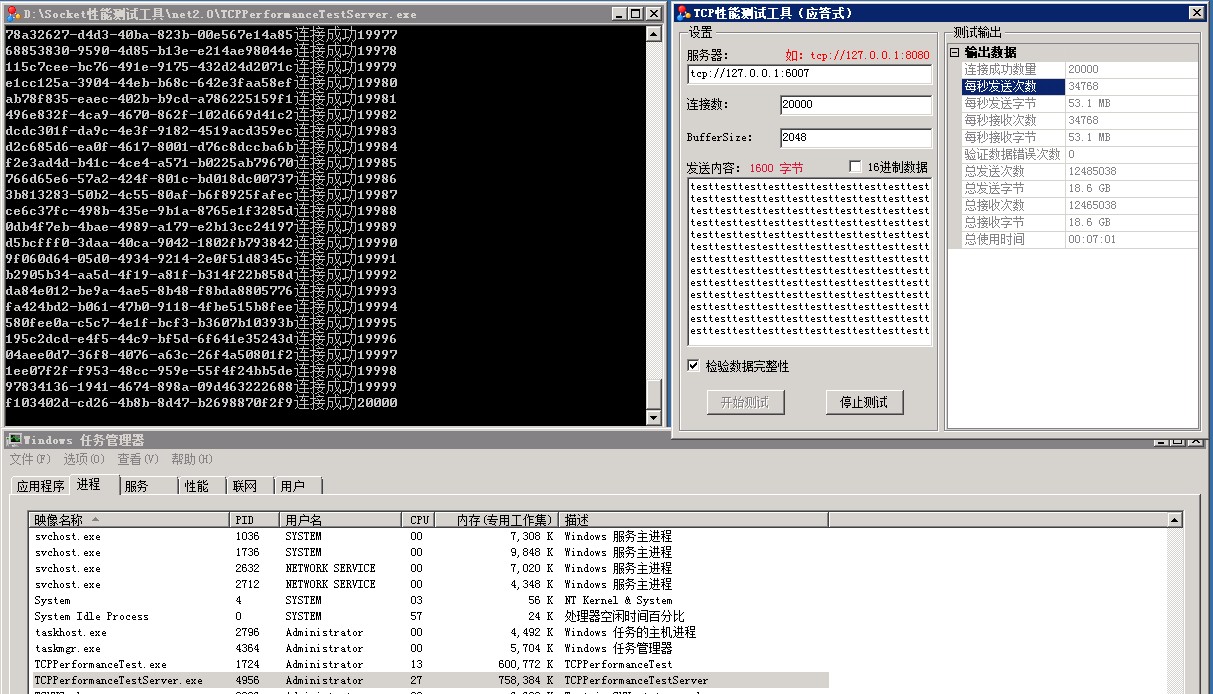 D:\Socket性能测试工具\net2.0\TCPPerformanceTestServer.exe
78a32627-d4d3-40ba-823b-00e567e14a85连接成功19977
68853830-9590-4d85-b13e-e214ae98044e连接成功19978
115c7cee-bc76-491e-9175-432d24d2071c连接成功19979
e1cc125a-3904-44eb-b68c-642e3faa58ef连接成功19980
ab78f835-eaec-402b-b9cd-a786225159f1连接成功19981
496e832f-4ca9-4670-862f-102d669d41c2连接成功19982
dcdc301f-da9c-4e3f-9182-4519acd359ec连接成功19983
d2c685d6-ea0f-4617-8001-d76c8dccba6b连接成功19984
f2e3ad4d-b41c-4ce4-a571-b0225ab79670连接成功19985
766d65e6-57a2-424f-801c-bd018dc00737连接成功19986
3b813283-50b2-4c55-80af-b6f8925fafec连接成功19987
ce6c37fc-498b-435e-9b1a-8765e1f3285d连接成功19988
0db4f7eb-4bae-4989-a179-e2b13cc24197连接成功19989
d5bcfff0-3daa-40ca-9042-1802fb793842连接成功19990
9f060d64-05d0-4934-9214-2e0f51d8345c连接成功19991
b2905b34-aa5d-4f19-a81f-b314f22b858d连接成功19992
da84e012-be9a-4ae5-8b48-f8bda8805776连接成功19993
fa424bd2-b061-47b0-9118-4fbe515b8fee连接成功19994
580fee0a-c5c7-4e1f-bcf3-b3607b10393b连接成功19995
195c2dcd-e4f5-44c9-bf5d-6f641e35243d连接成功19996
04aee0d7-36f8-4076-a63c-26f4a50801f2连接成功19997
1ee07f2f-f953-48cc-959e-55f4f24bb5de连接成功19998
97834136-1941-4674-898a-09d463222688连接成功19999
f103402d-cd26-4b8b-8d47-b2698870f2f9连接成功20000
TCP性能测试工具（应答式）
设置
服务器： 如：tcp://127.0.0.1:8080
tcp://127.0.0.1:6007
连接数： 20000
BufferSize: 2048
发送内容： 1600 字节 16进制数据
testtesttesttesttesttesttesttesttestt
testtesttesttesttesttesttesttesttestt
testtesttesttesttesttesttesttesttestt
testtesttesttesttesttesttesttesttestt
testtesttesttesttesttesttesttesttestt
testtesttesttesttesttesttesttesttestt
testtesttesttesttesttesttesttesttestt
testtesttesttesttesttesttesttesttestt
testtesttesttesttesttesttesttesttestt
testtesttesttesttesttesttesttesttestt
testtesttesttesttesttesttesttesttestt
testtesttesttesttesttesttesttesttestt
testtesttesttesttesttesttesttesttestt
检验数据完整性
开始测试 停止测试
测试输出
输出数据
连接成功数量 20000
每秒发送次数 34768
每秒发送字节 53.1 MB
每秒接收次数 34768
每秒接收字节 53.1 MB
验证数据错误次数 0
总发送次数 12485038
总发送字节 18.6 GB
总接收次数 12465038
总接收字节 18.6 GB
总使用时间 00:07:01
Windows 任务管理器
文件(F) 选项(O) 查看(V) 帮助(H)
应用程序 进程 服务 性能 联网 用户
映像名称 PID 用户名 CPU 内存(专用工作集) 描述
svchost.exe 1036 SYSTEM 00 7,308 K Windows 服务主进程
svchost.exe 1736 SYSTEM 00 9,848 K Windows 服务主进程
svchost.exe 2632 NETWORK SERVICE 00 7,020 K Windows 服务主进程
svchost.exe 2712 NETWORK SERVICE 00 4,348 K Windows 服务主进程
System 4 SYSTEM 03 56 K NT Kernel & System
System Idle Process 0 SYSTEM 57 24 K 处理器空闲时间百分比
taskhost.exe 2796 Administrator 00 4,492 K Windows 任务的主机进程
taskmgr.exe 4364 Administrator 00 5,704 K Windows 任务管理器
TCPPerformanceTest.exe 1724 Administrator 13 600,772 K TCPPerformanceTest
TCPPerformanceTestServer.exe 4956 Administrator 27 758,384 K TCPPerformanceTestServer